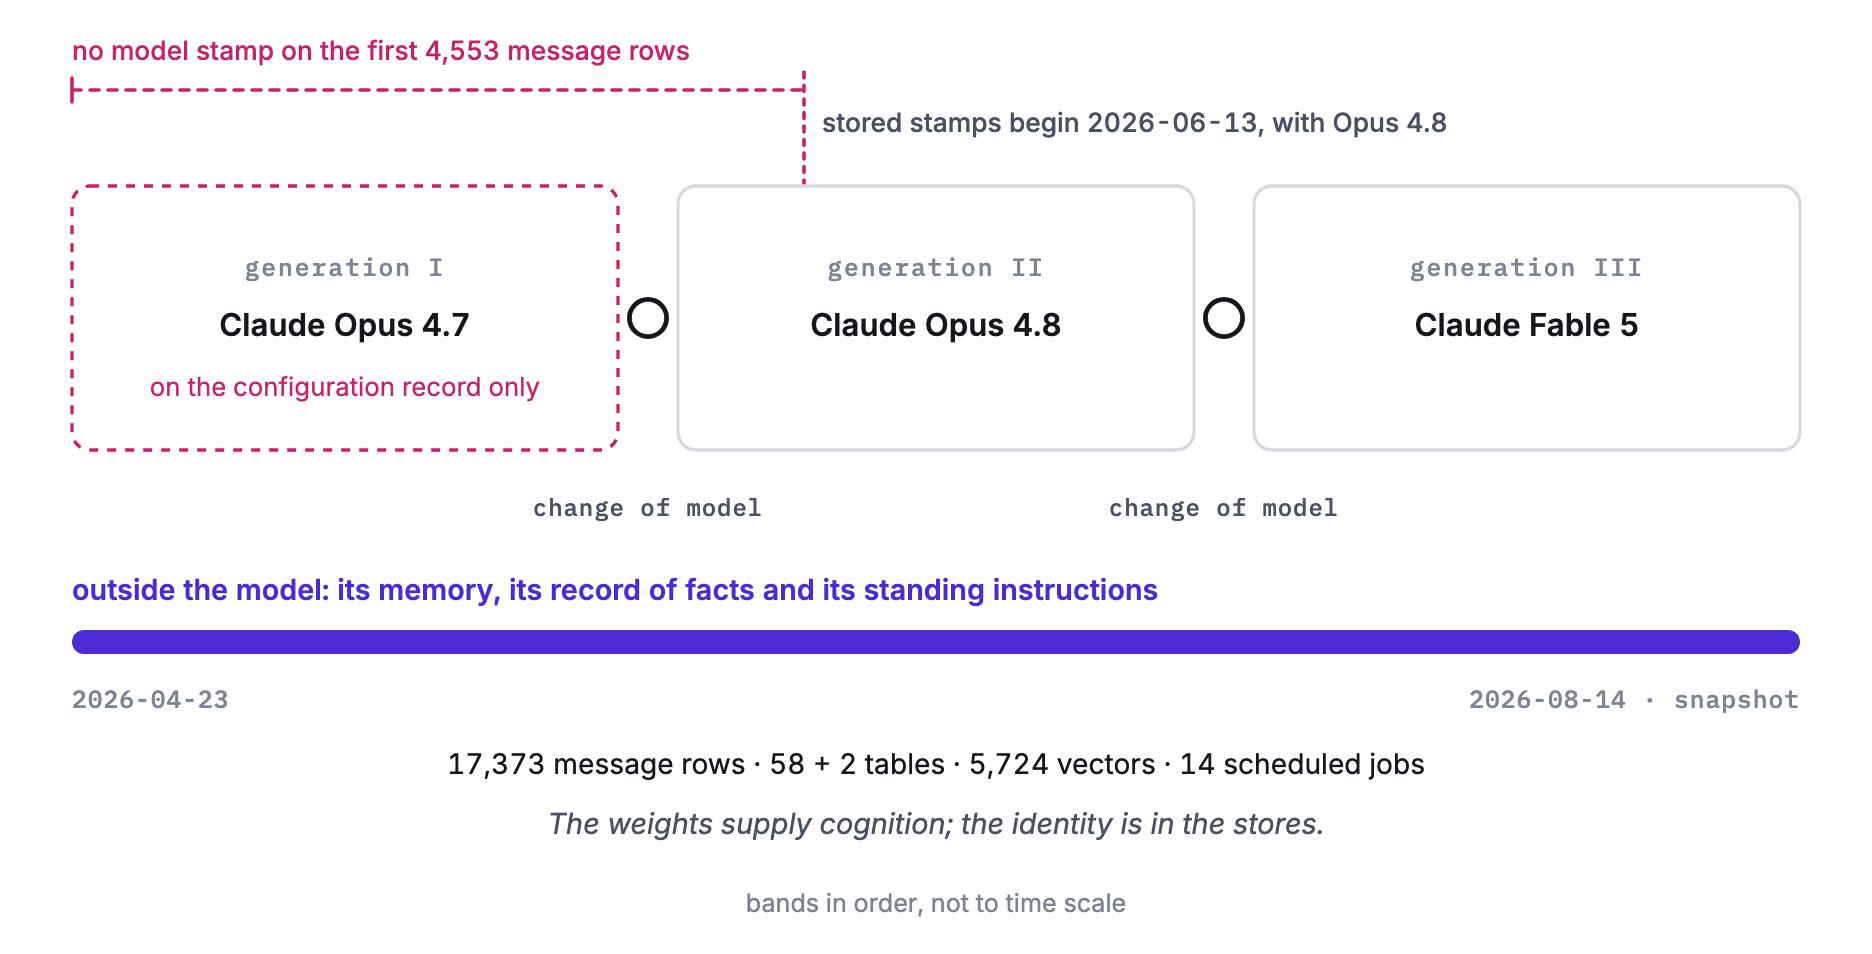 no model stamp on the first 4,553 message rows
stored stamps begin 2026-06-13, with Opus 4.8
generation I
Claude Opus 4.7
on the configuration record only
generation II
Claude Opus 4.8
generation III
Claude Fable 5
change of model
change of model
outside the model: its memory, its record of facts and its standing instructions
2026-04-23
2026-08-14 · snapshot
17,373 message rows · 58 + 2 tables · 5,724 vectors · 14 scheduled jobs
The weights supply cognition; the identity is in the stores.
bands in order, not to time scale